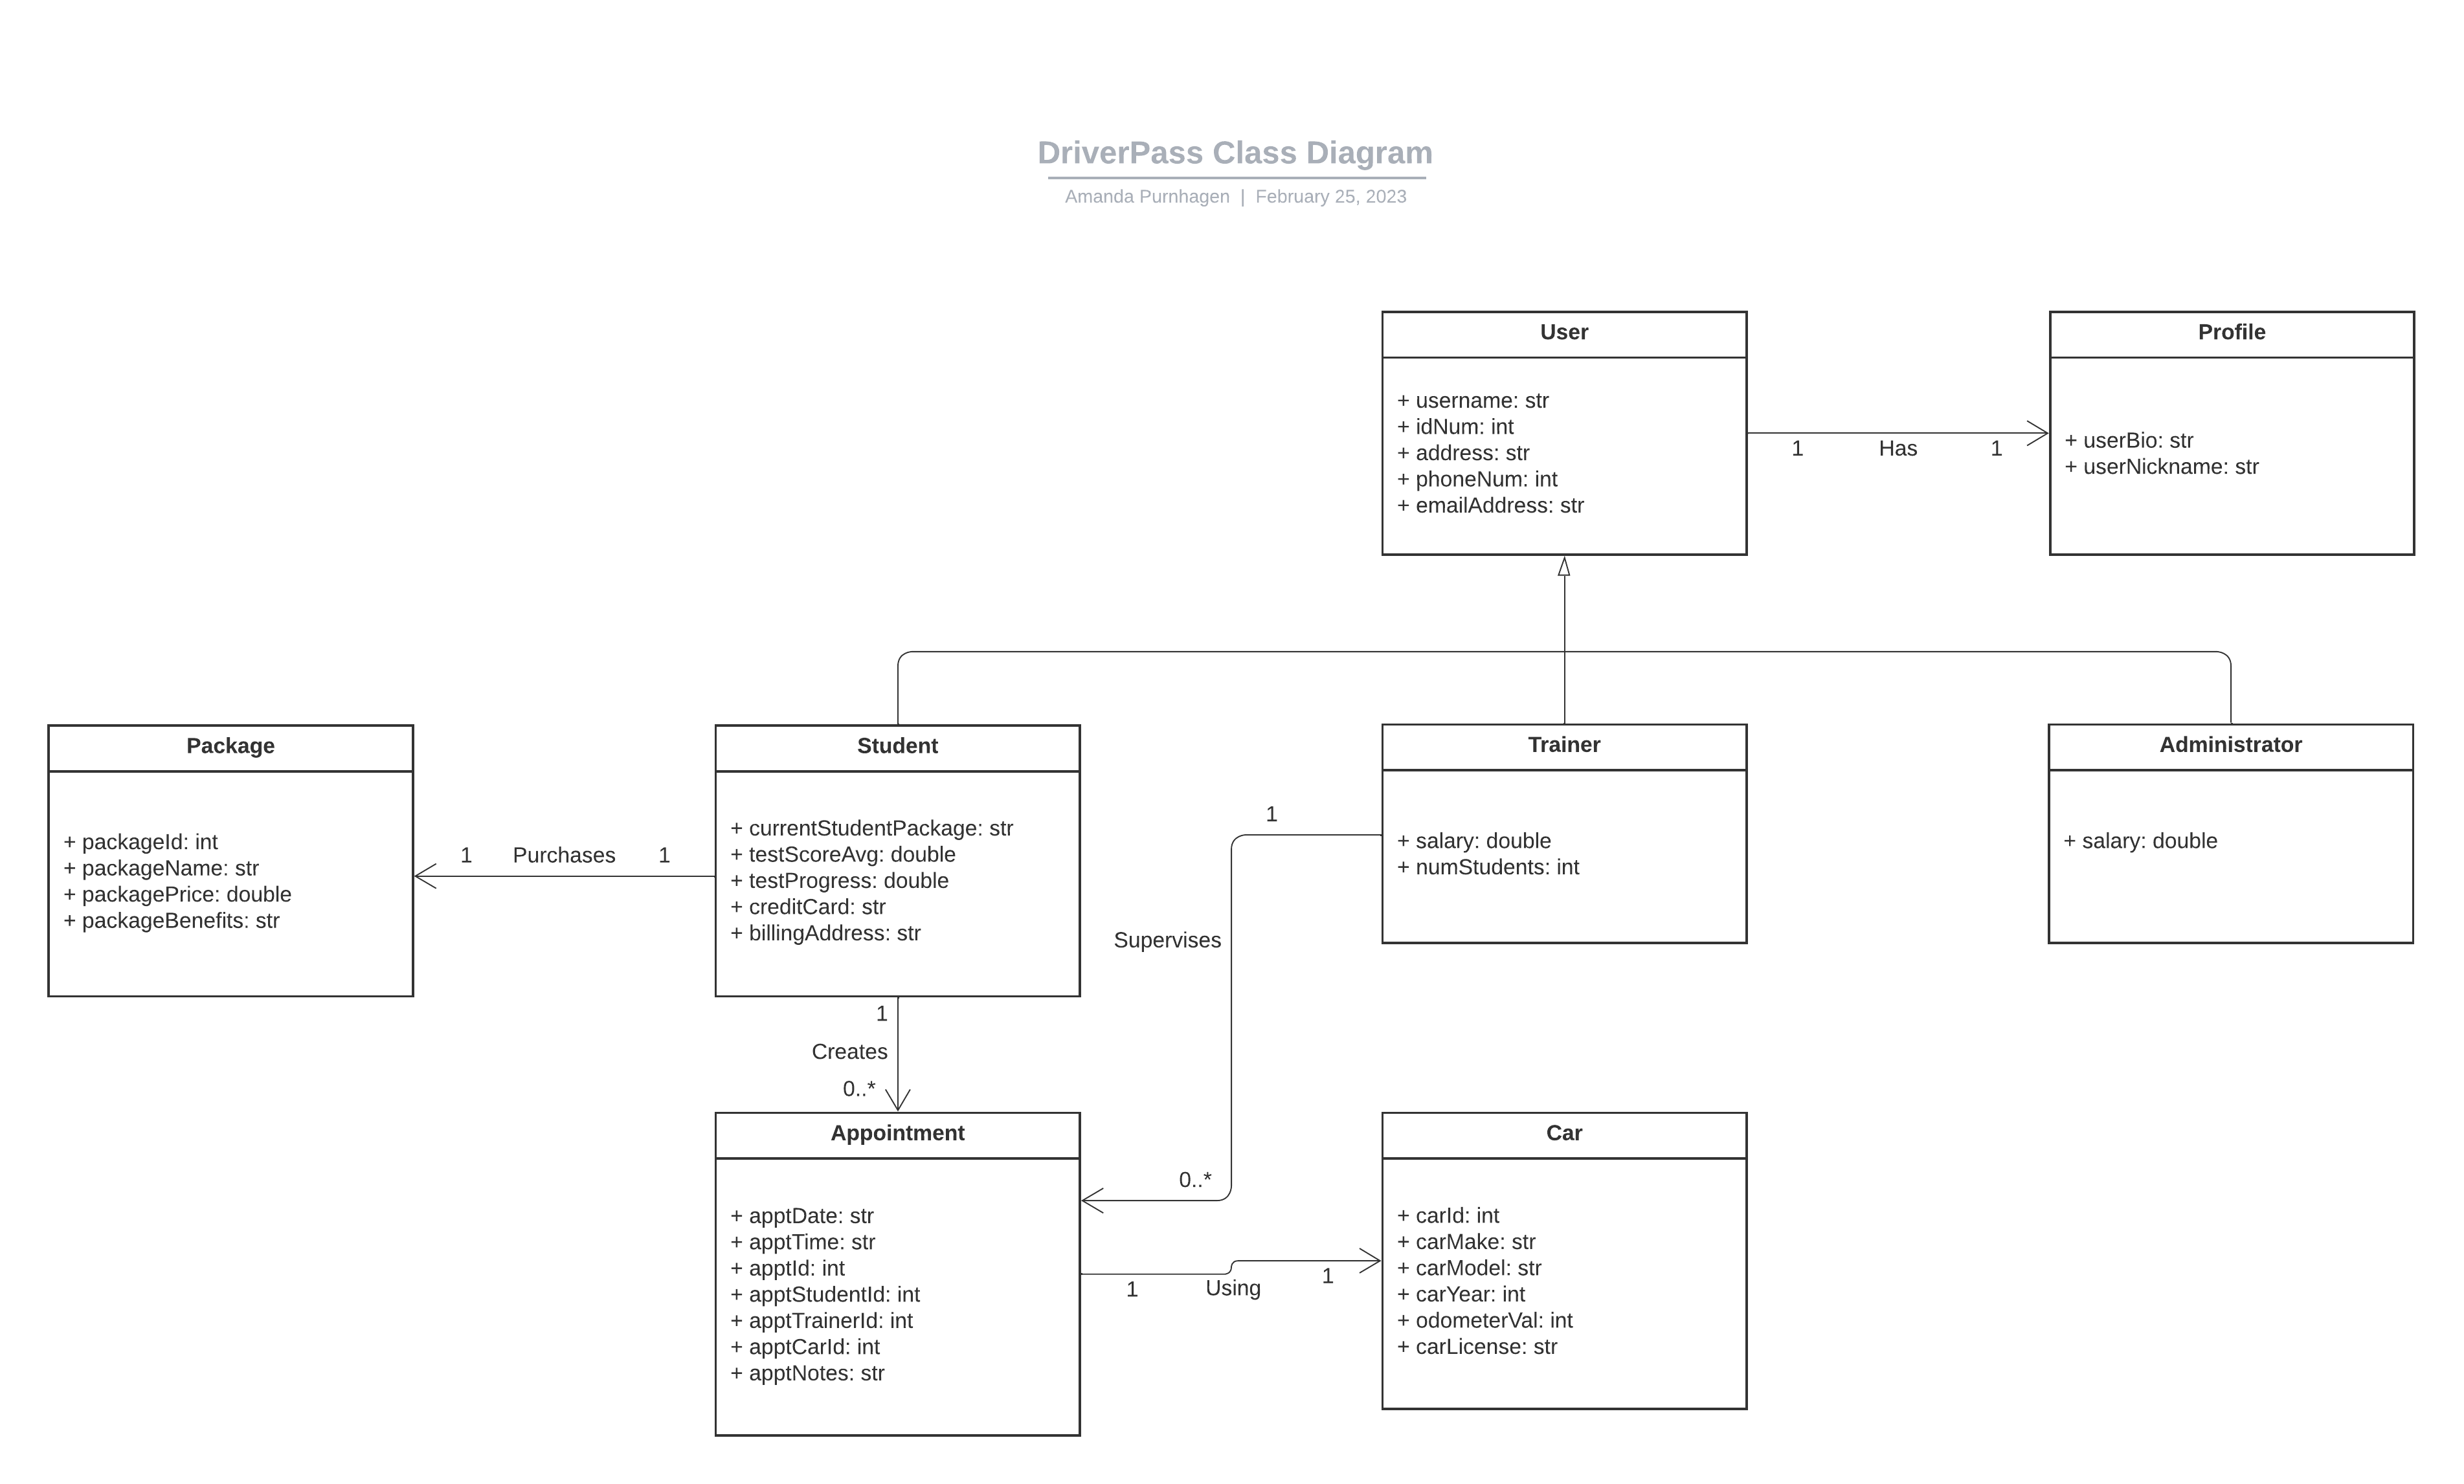 DriverPass Class Diagram
Amanda Purnhagen | February 25, 2023
User
+ username: str
+ idNum: int
+ address: str
+ phoneNum: int
+ emailAddress: str
1 Has 1
Profile
+ userBio: str
+ userNickname: str
Package
+ packageId: int
+ packageName: str
+ packagePrice: double
+ packageBenefits: str
1 Purchases 1
Student
+ currentStudentPackage: str
+ testScoreAvg: double
+ testProgress: double
+ creditCard: str
+ billingAddress: str
Trainer
+ salary: double
+ numStudents: int
Administrator
+ salary: double
1
Supervises
0..*
1
Creates
0..*
Appointment
+ apptDate: str
+ apptTime: str
+ apptId: int
+ apptStudentId: int
+ apptTrainerId: int
+ apptCarId: int
+ apptNotes: str
1 Using 1
Car
+ carId: int
+ carMake: str
+ carModel: str
+ carYear: int
+ odometerVal: int
+ carLicense: str